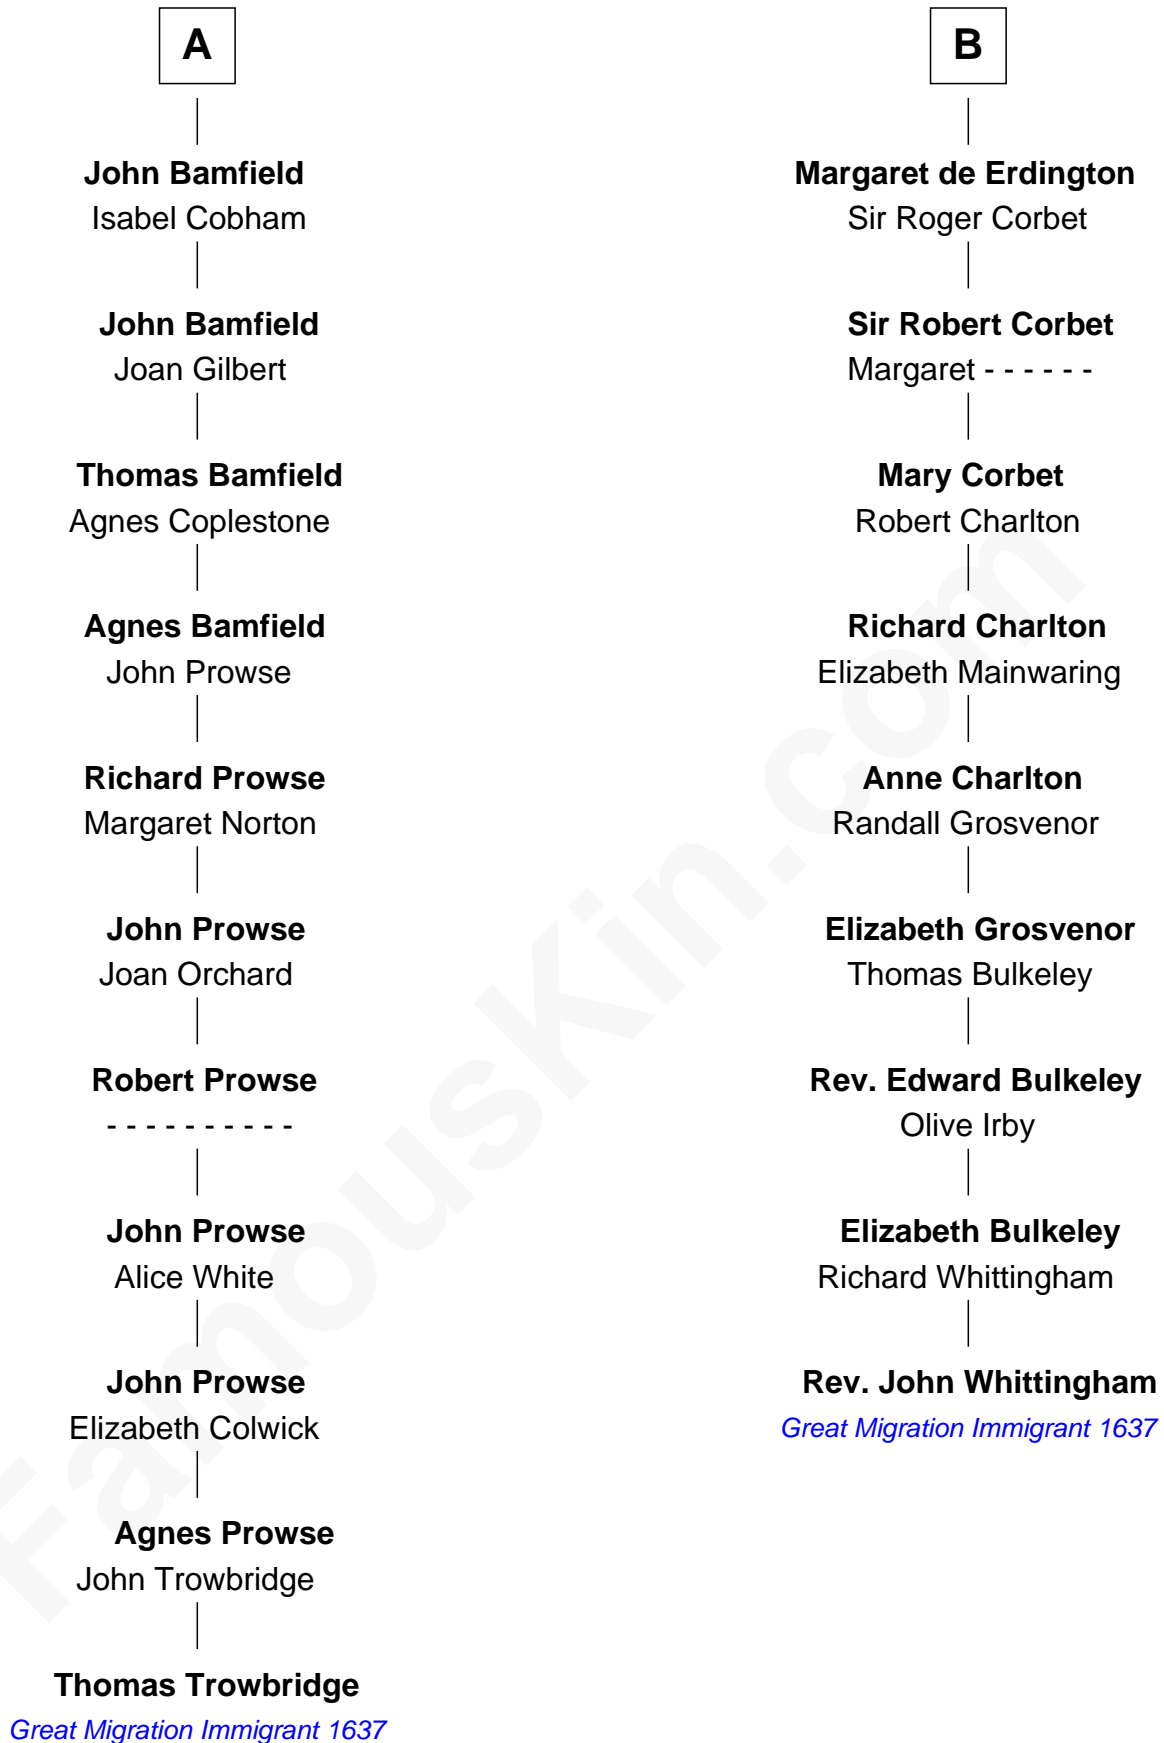 A
John Bamfield
Isabel Cobham
John Bamfield
Joan Gilbert
Thomas Bamfield
Agnes Coplestone
Agnes Bamfield
John Prowse
Richard Prowse
Margaret Norton
John Prowse
Joan Orchard
Robert Prowse
- - - - - - - - - -
John Prowse
Alice White
John Prowse
Elizabeth Colwick
Agnes Prowse
John Trowbridge
Thomas Trowbridge
Great Migration Immigrant 1637
B
Margaret de Erdington
Sir Roger Corbet
Sir Robert Corbet
Margaret - - - - - -
Mary Corbet
Robert Charlton
Richard Charlton
Elizabeth Mainwaring
Anne Charlton
Randall Grosvenor
Elizabeth Grosvenor
Thomas Bulkeley
Rev. Edward Bulkeley
Olive Irby
Elizabeth Bulkeley
Richard Whittingham
Rev. John Whittingham
Great Migration Immigrant 1637
FamousKin.com